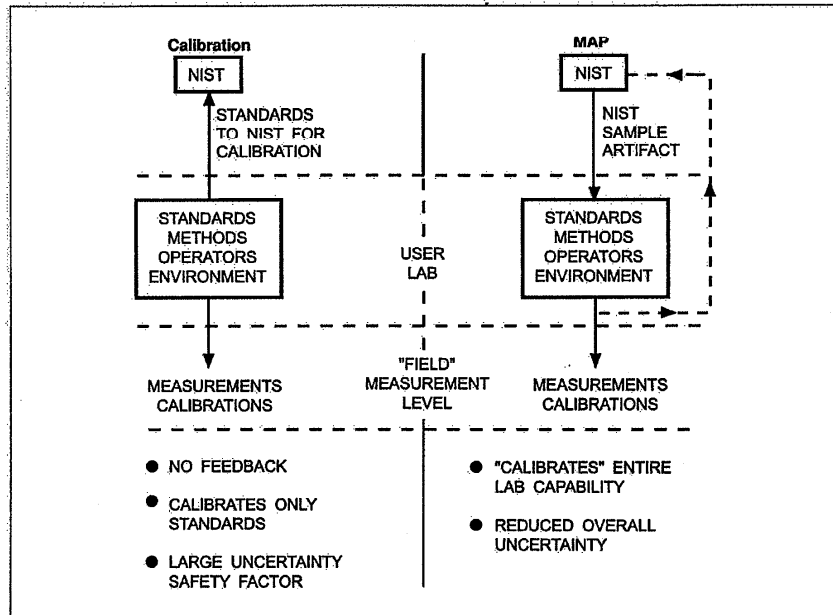 Calibration
NIST
STANDARDS
TO NIST FOR
CALIBRATION
STANDARDS
METHODS
OPERATORS
ENVIRONMENT
MEASUREMENTS
CALIBRATIONS
● NO FEEDBACK
● CALIBRATES ONLY
STANDARDS
● LARGE UNCERTAINTY
SAFETY FACTOR
USER
LAB
"FIELD"
MEASUREMENT
LEVEL
MAP
NIST
NIST
SAMPLE
ARTIFACT
STANDARDS
METHODS
OPERATORS
ENVIRONMENT
MEASUREMENTS
CALIBRATIONS
● "CALIBRATES" ENTIRE
LAB CAPABILITY
● REDUCED OVERALL
UNCERTAINTY